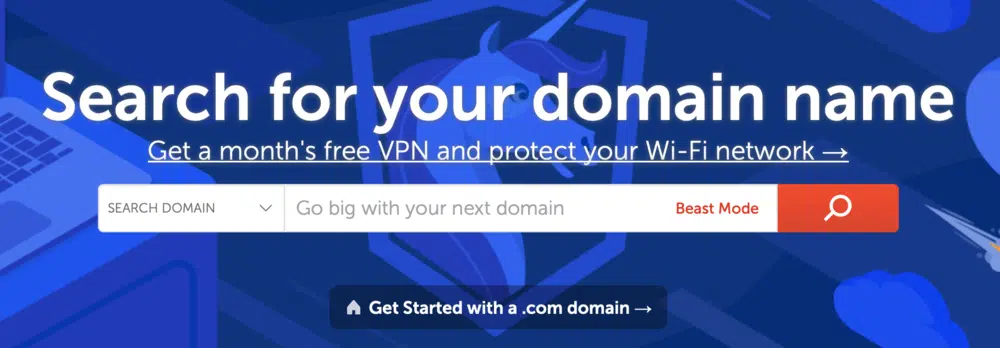 Search for your domain name
Get a month's free VPN and protect your Wi-Fi network →
SEARCH DOMAIN Go big with your next domain Beast Mode
Get Started with a .com domain →